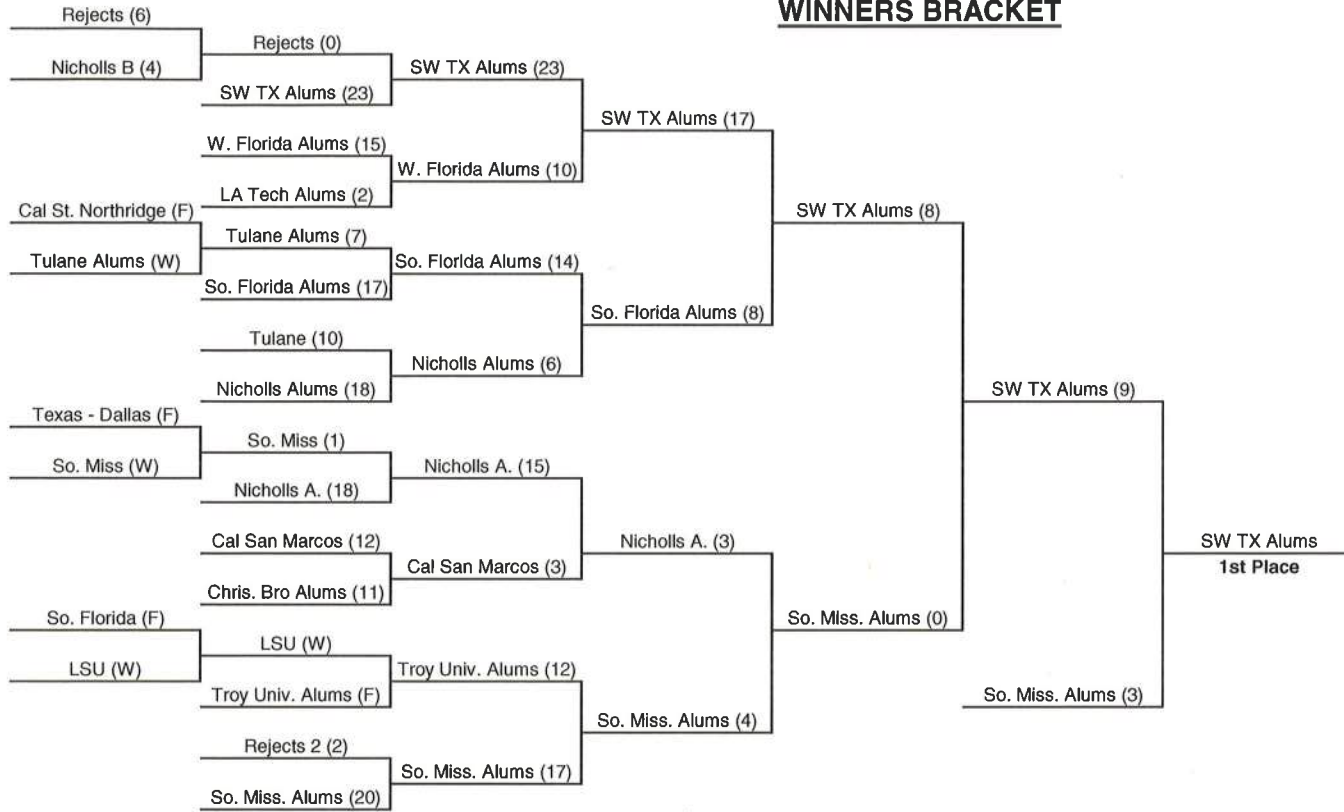 WINNERS BRACKET
Rejects (6)
Nicholls B (4)
Cal St. Northridge (F)
Tulane Alums (W)
Texas - Dallas (F)
So. Miss (W)
So. Florida (F)
LSU (W)
Rejects (0)
SW TX Alums (23)
W. Florida Alums (15)
LA Tech Alums (2)
Tulane Alums (7)
So. Florida Alums (17)
Tulane (10)
Nicholls Alums (18)
So. Miss (1)
Nicholls A. (18)
Cal San Marcos (12)
Chris. Bro Alums (11)
LSU (W)
Troy Univ. Alums (F)
Rejects 2 (2)
So. Miss. Alums (20)
SW TX Alums (23)
W. Florida Alums (10)
So. Florida Alums (14)
Nicholls Alums (6)
Nicholls A. (15)
Cal San Marcos (3)
Troy Univ. Alums (12)
So. Miss. Alums (17)
SW TX Alums (17)
So. Florida Alums (8)
Nicholls A. (3)
So. Miss. Alums (4)
SW TX Alums (8)
So. Miss. Alums (0)
SW TX Alums (9)
So. Miss. Alums (3)
SW TX Alums
1st Place